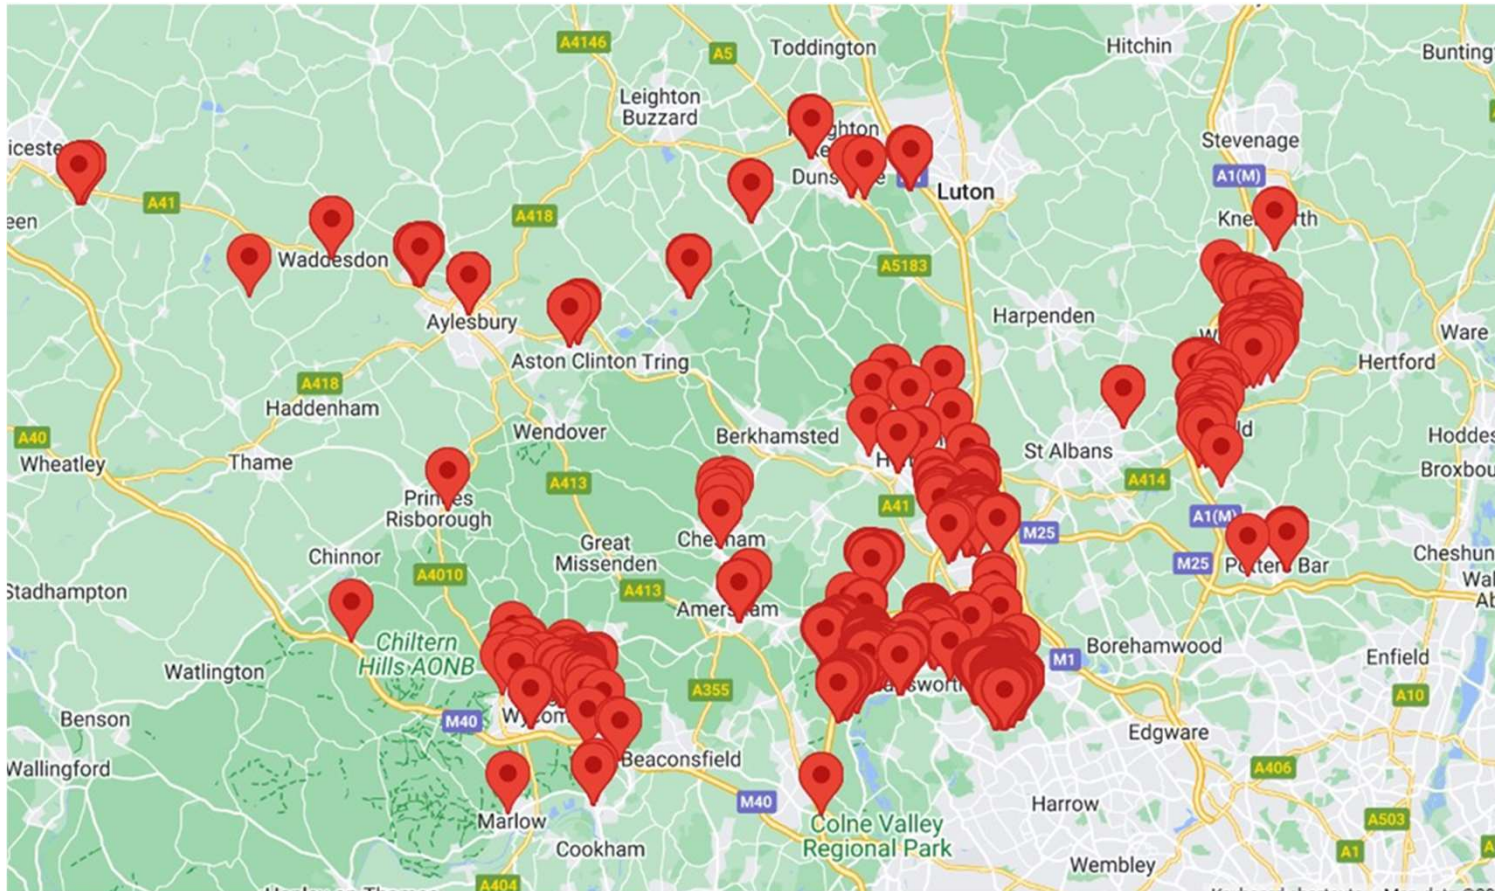 A4146
A5
Toddington
Hitchin
Bunting
Leighton
Buzzard
Stevenage
A1(M)
A41
A418
Luton
Waddesdon
A5183
Aylesbury
Harpenden
Ware
Aston Clinton
Tring
Hertford
A418
Haddenham
Wendover
Berkhamsted
St Albans
A40
Wheatley
Thame
A413
A414
A41
Risborough
A1(M)
M25
Chinnor
Great
Missenden
M25
A4010
A413
Stadhampton
Chiltern
Hills AONB
Borehamwood
Enfield
Watlington
M1
A355
A10
Benson
M40
Edgware
Wallingford
Beaconsfield
A406
M40
Harrow
Marlow
Colne Valley
Regional Park
A503
Cookham
A1
Wembley
A404